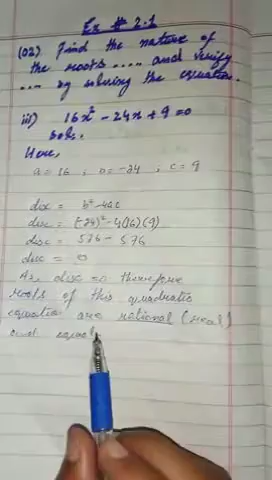 Ex # 2.1
(02) Find the nature of
the roots ..... and verify
... by solving the equation.
iii) 16x² - 24x + 9 = 0
Sol:.
Here,
a = 16 , b = -24 , c = 9
disc = b² - 4ac
disc = (-24)² - 4(16)(9)
disc = 576 - 576
disc = 0
As, disc = 0 therefore
roots of this quadratic
equation are rational (real)
and equal